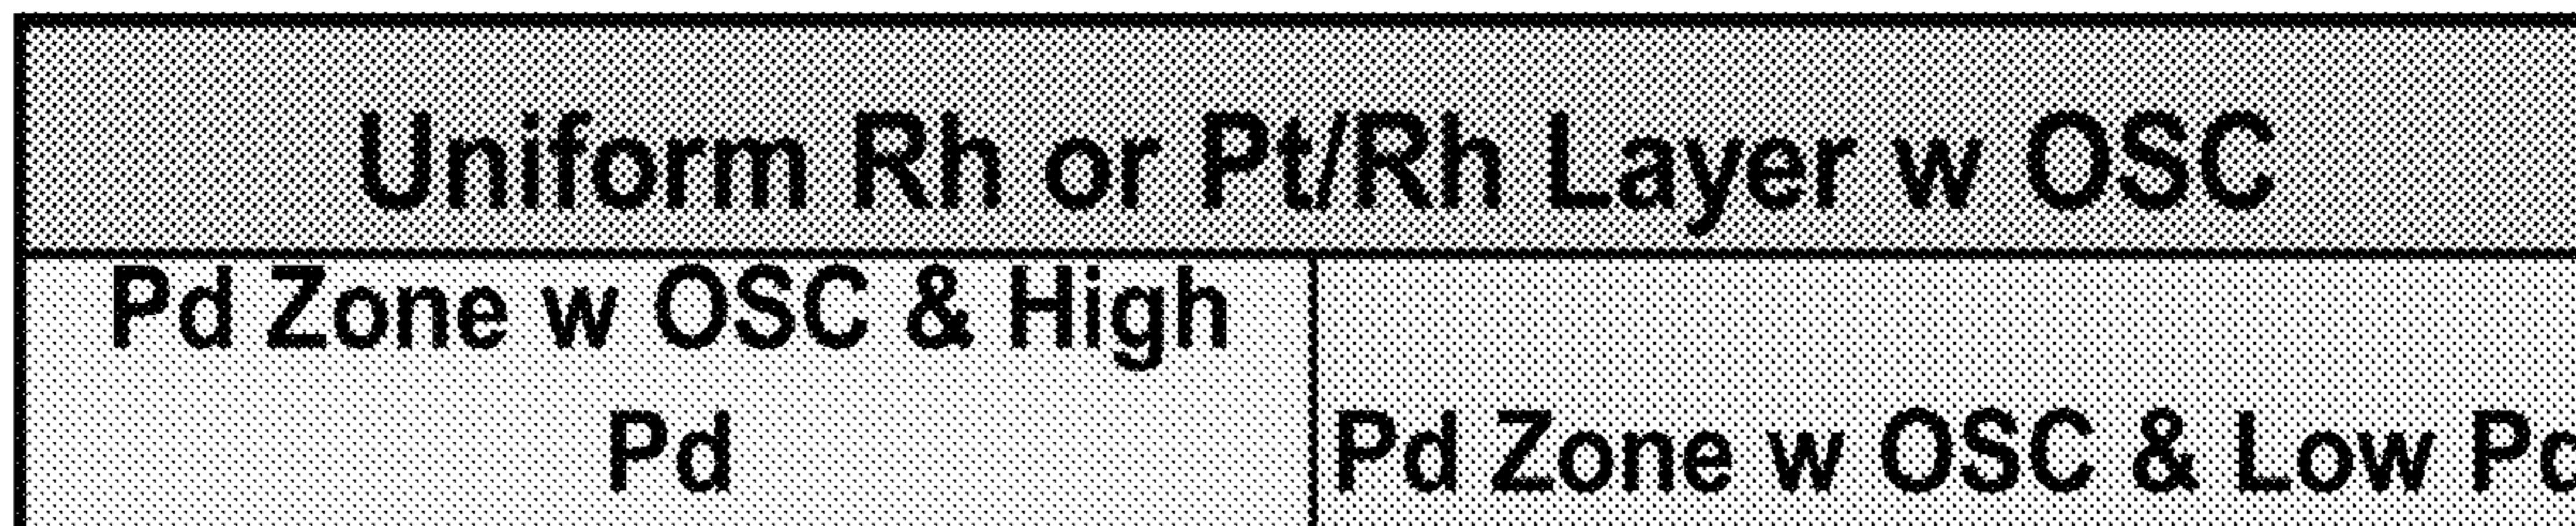 Uniform Rh or Pt/Rh Layer w OSC
Pd Zone w OSC & High
Pd
Pd Zone w OSC & Low